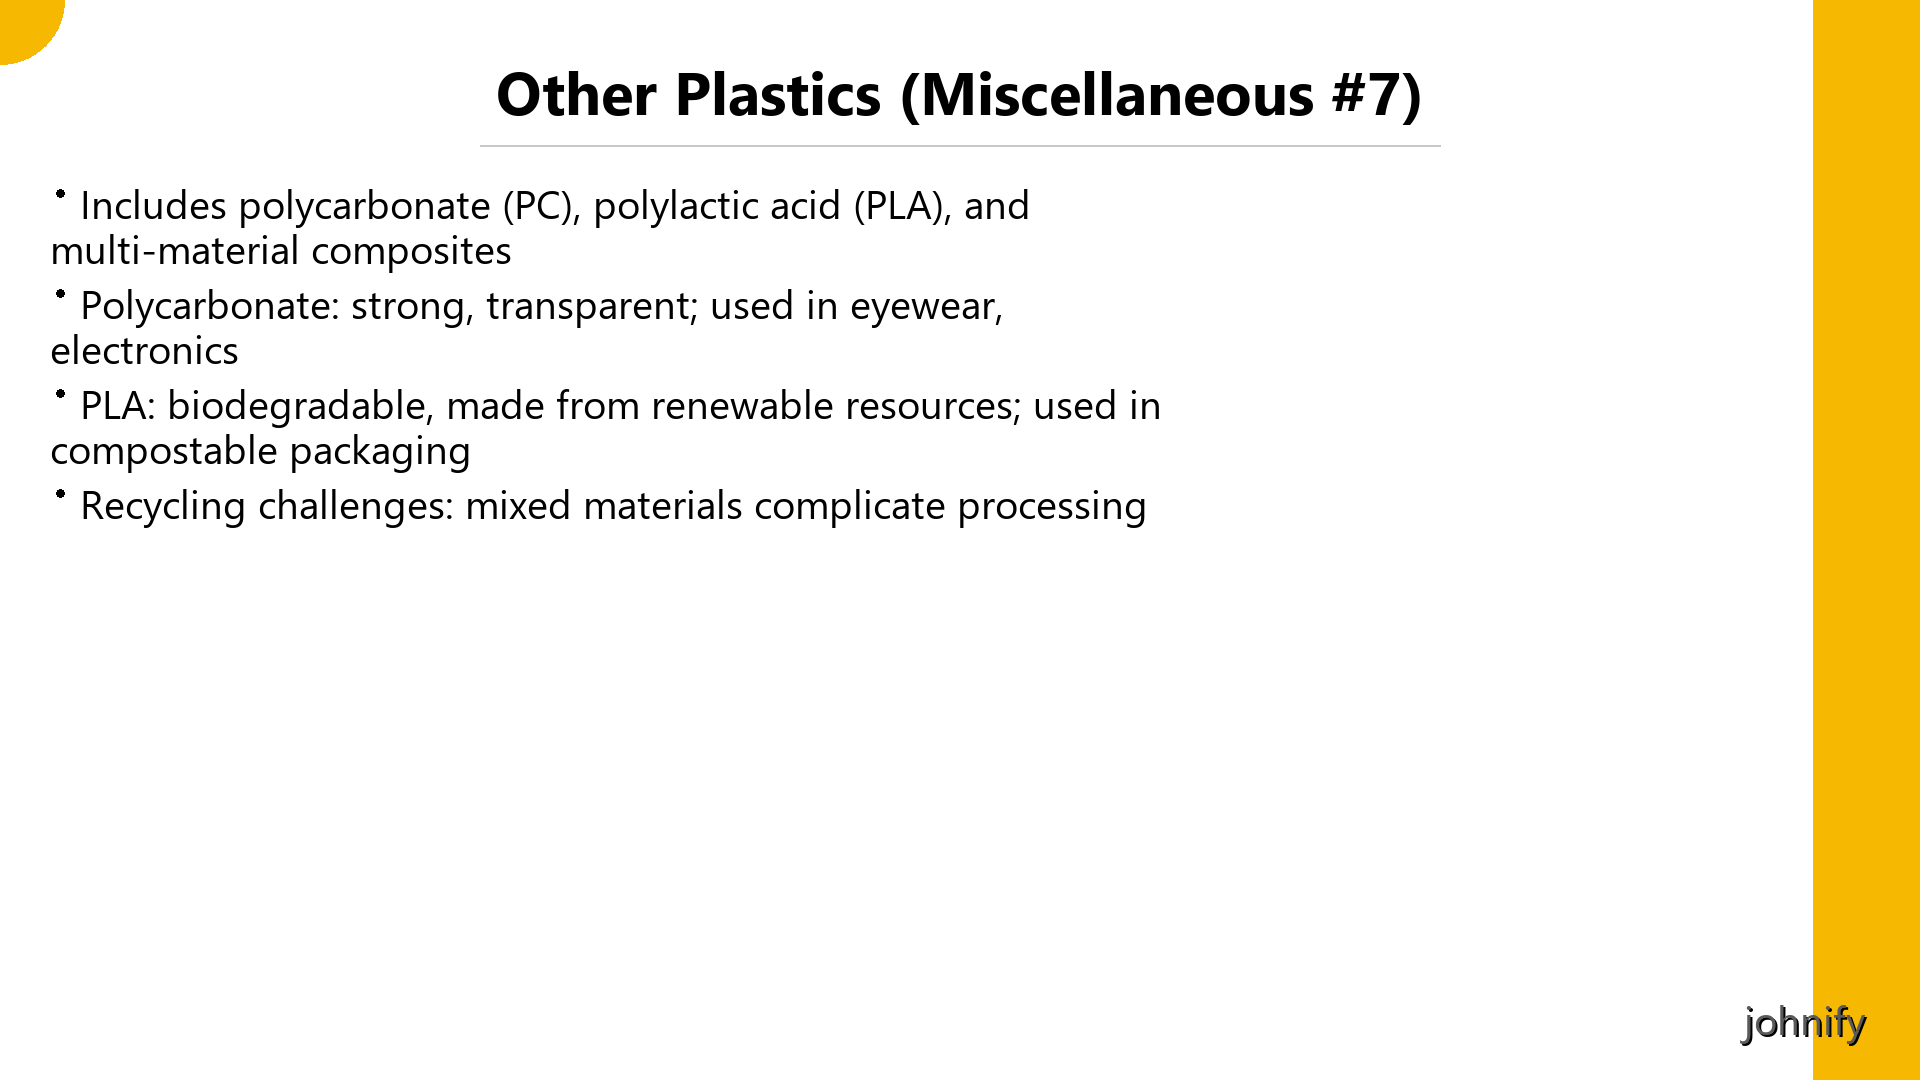 Other Plastics (Miscellaneous #7)
• Includes polycarbonate (PC), polylactic acid (PLA), and
multi-material composites
• Polycarbonate: strong, transparent; used in eyewear,
electronics
• PLA: biodegradable, made from renewable resources; used in
compostable packaging
• Recycling challenges: mixed materials complicate processing
johnify